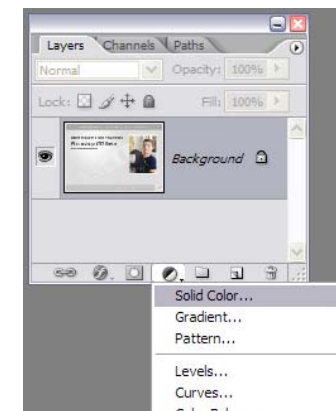 Layers Channels Paths
Normal Opacity: 100%
Lock: Fill: 100%
Background
Solid Color...
Gradient...
Pattern...
Levels...
Curves...